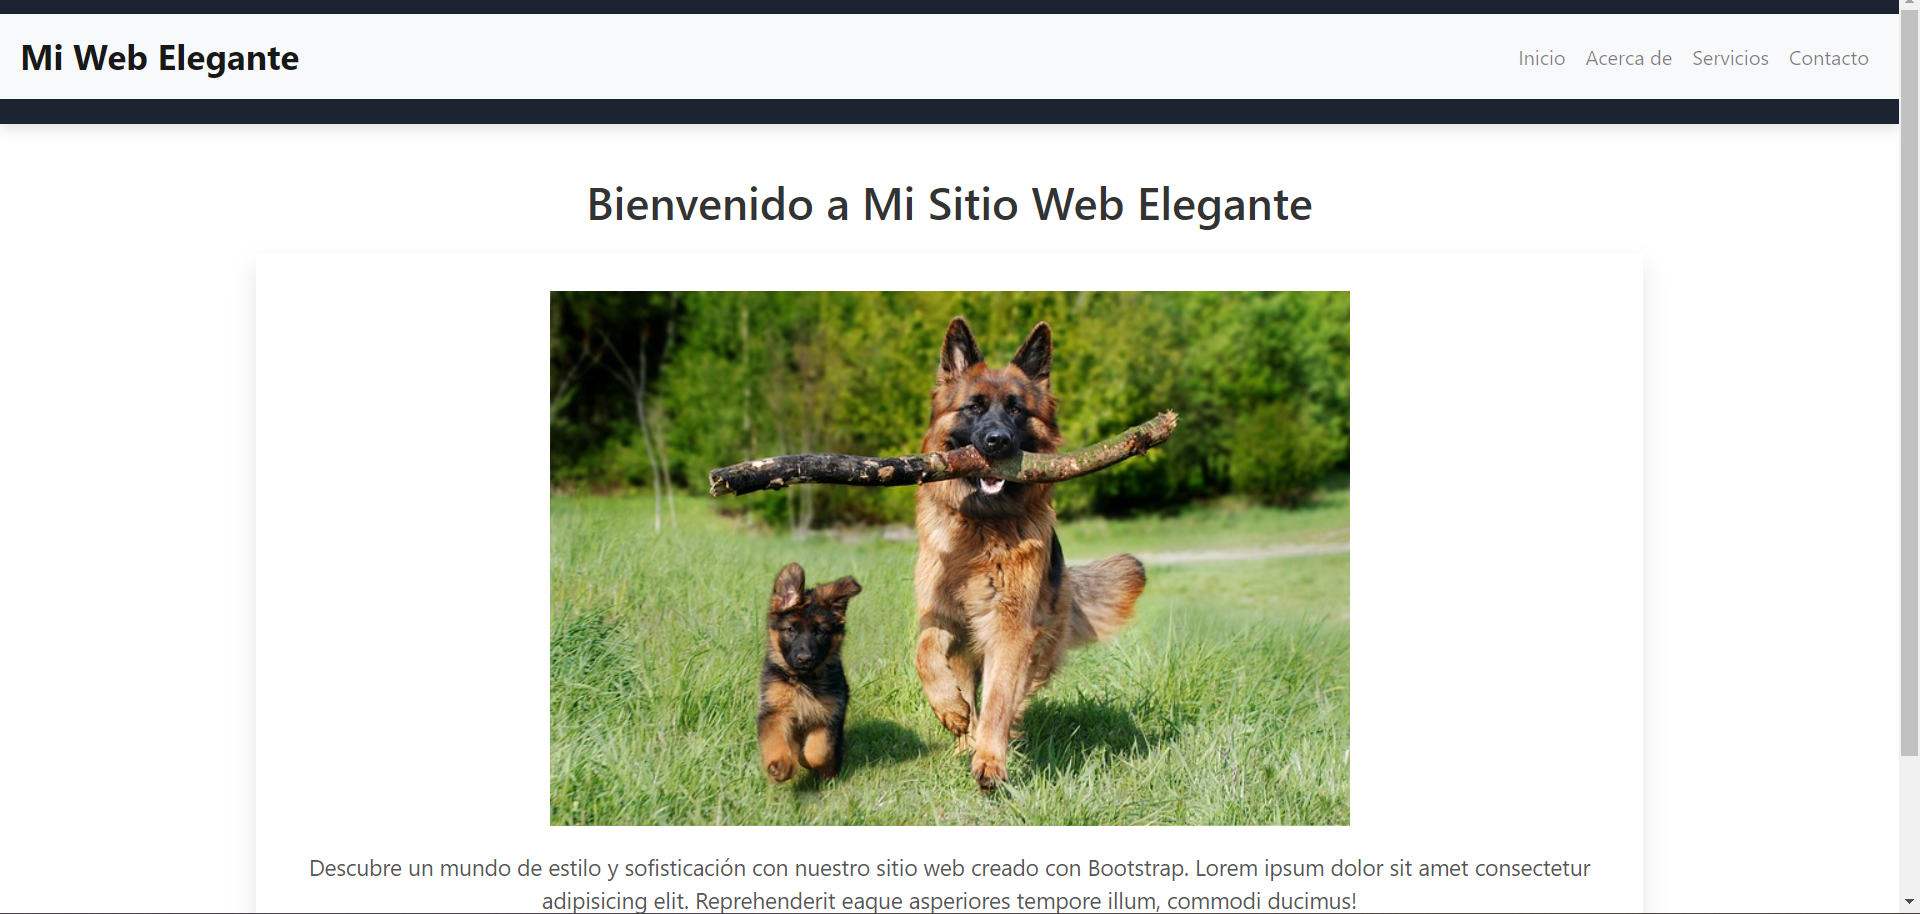 Mi Web Elegante
Inicio Acerca de Servicios Contacto
Bienvenido a Mi Sitio Web Elegante
Descubre un mundo de estilo y sofisticación con nuestro sitio web creado con Bootstrap. Lorem ipsum dolor sit amet consectetur
adipisicing elit. Reprehenderit eaque asperiores tempore illum, commodi ducimus!